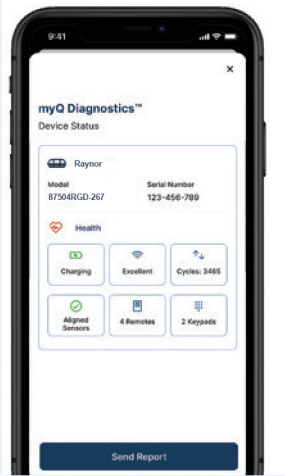 9:41
×
myQ Diagnostics™
Device Status
Raynor
Model
87504RGD-267
Serial Number
123-456-789
Health
Charging
Excellent
Cycles: 3465
Aligned
Sensors
4 Remotes
2 Keypads
Send Report